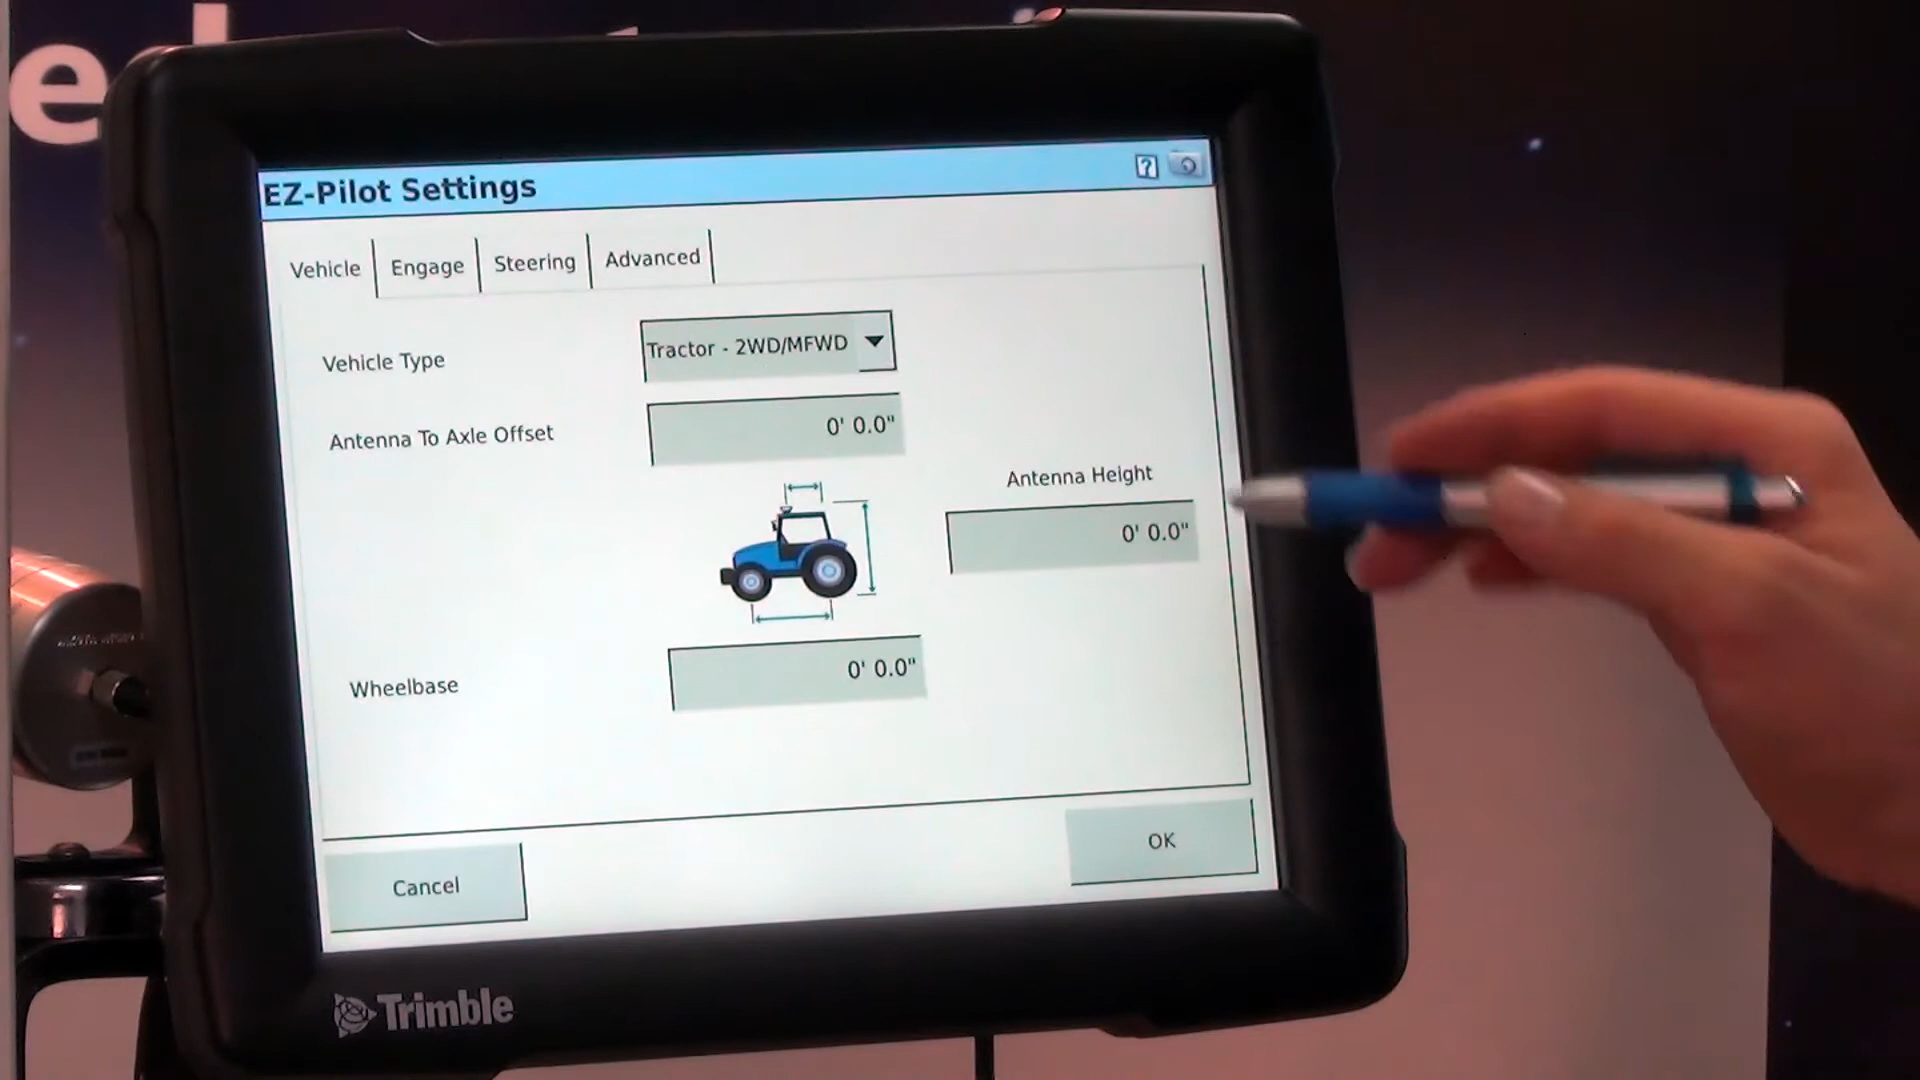 EZ-Pilot Settings
?
Vehicle
Engage
Steering
Advanced
Vehicle Type
Tractor - 2WD/MFWD
Antenna To Axle Offset
0' 0.0"
Antenna Height
0' 0.0"
Wheelbase
0' 0.0"
Cancel
OK
Trimble